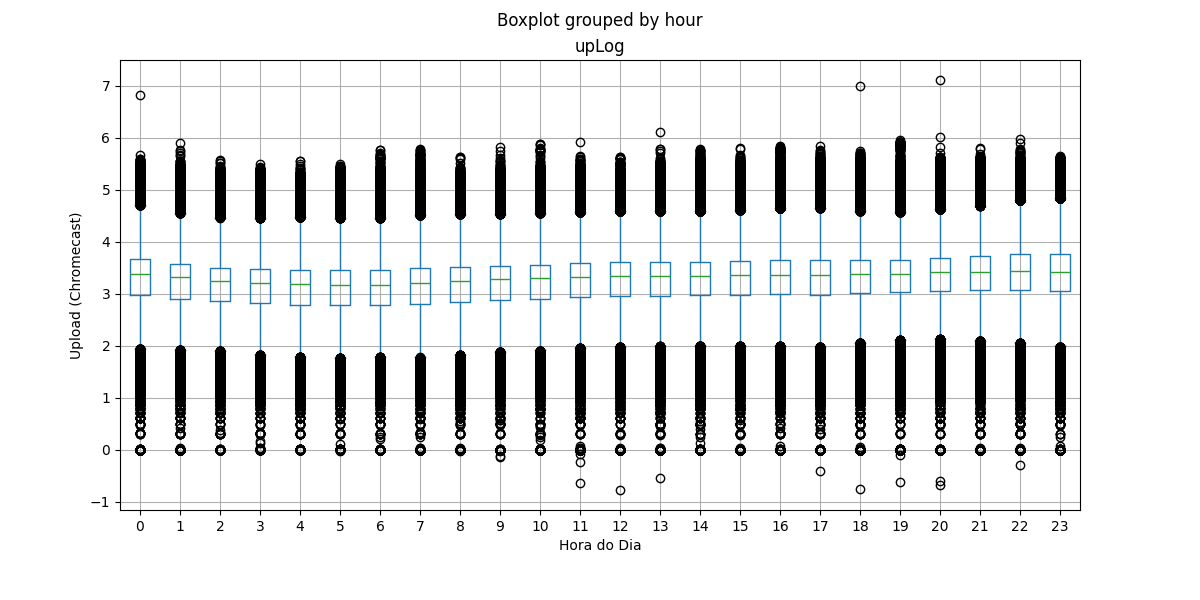 Boxplot grouped by hour
upLog
Upload (Chromecast)
7
6
5
4
3
2
1
0
−1
0 1 2 3 4 5 6 7 8 9 10 11 12 13 14 15 16 17 18 19 20 21 22 23
Hora do Dia